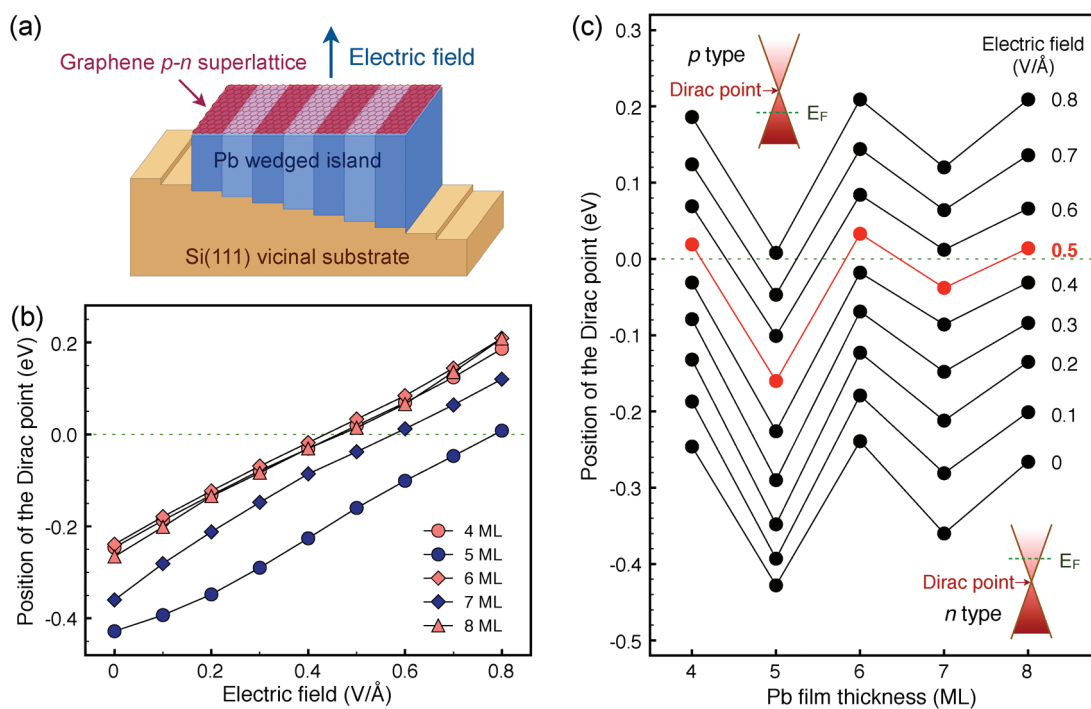 (a)
Graphene p-n superlattice
Electric field
Pb wedged island
Si(111) vicinal substrate
(b)
Position of the Dirac point (eV)
0.2
0.0
-0.2
-0.4
4 ML
5 ML
6 ML
7 ML
8 ML
0
0.2
0.4
0.6
0.8
Electric field (V/Å)
(c)
Position of the Dirac point (eV)
0.3
0.2
0.1
0.0
-0.1
-0.2
-0.3
-0.4
-0.5
p type
Dirac point
EF
Electric field
(V/Å)
0.8
0.7
0.6
0.5
0.4
0.3
0.2
0.1
0
EF
Dirac point
n type
4
5
6
7
8
Pb film thickness (ML)